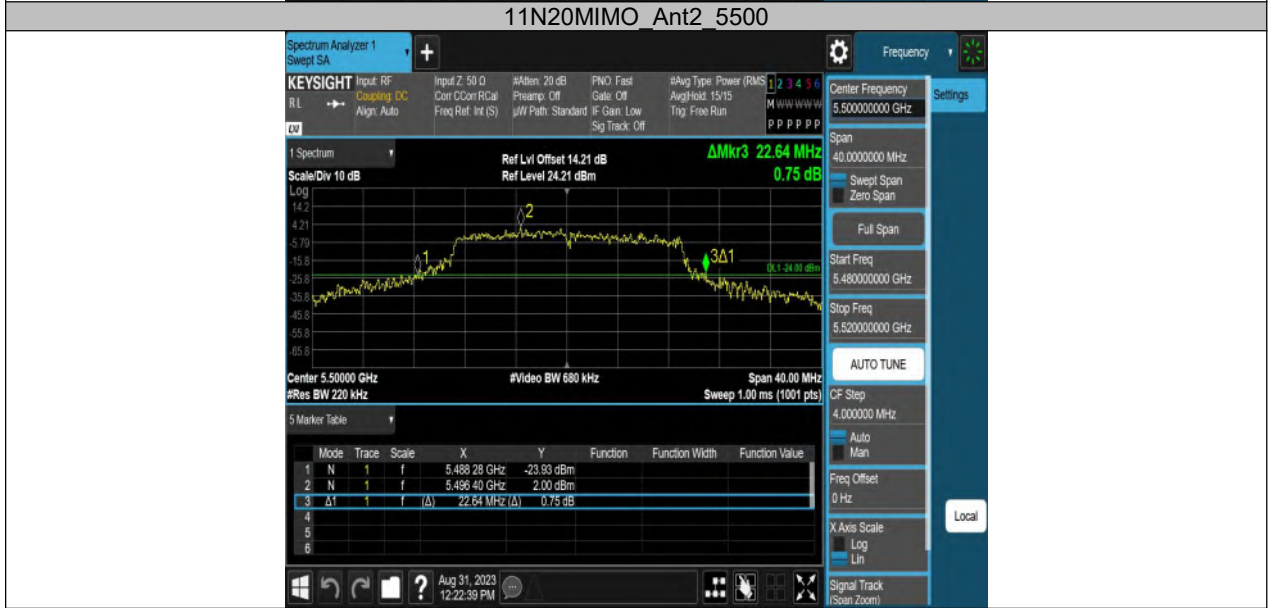 11N20MIMO_Ant2_5500
Spectrum Analyzer 1
Swept SA
+
Frequency
KEYSIGHT Input: RF Input Z: 50 Ω #Atten: 20 dB PNO: Fast #Avg Type: Power (RMS 1 2 3 4 5 6
RL Coupling: DC Corr CCorr RCal Preamp: Off Gate: Off Avg|Hold: 15/15 M W W W W W
Align: Auto Freq Ref: Int (S) µW Path: Standard IF Gain: Low Trig: Free Run
Sig Track: Off P P P P P P
LXI
1 Spectrum
Ref Lvl Offset 14.21 dB ΔMkr3 22.64 MHz
Scale/Div 10 dB Ref Level 24.21 dBm 0.75 dB
Log
14.2
4.21
-5.79
-15.8
-25.8
-35.8
-45.8
-55.8
-65.8
1
2
3Δ1
DL1 -24.00 dBm
Center 5.50000 GHz #Video BW 680 kHz Span 40.00 MHz
#Res BW 220 kHz Sweep 1.00 ms (1001 pts)
5 Marker Table
Mode Trace Scale X Y Function Function Width Function Value
1 N 1 f 5.488 28 GHz -23.93 dBm
2 N 1 f 5.496 40 GHz 2.00 dBm
3 Δ1 1 f (Δ) 22.64 MHz (Δ) 0.75 dB
4
5
6
?
Aug 31, 2023
12:22:39 PM
Center Frequency
5.500000000 GHz
Settings
Span
40.0000000 MHz
Swept Span
Zero Span
Full Span
Start Freq
5.480000000 GHz
Stop Freq
5.520000000 GHz
AUTO TUNE
CF Step
4.000000 MHz
Auto
Man
Freq Offset
0 Hz
X Axis Scale
Log
Lin
Local
Signal Track
(Span Zoom)